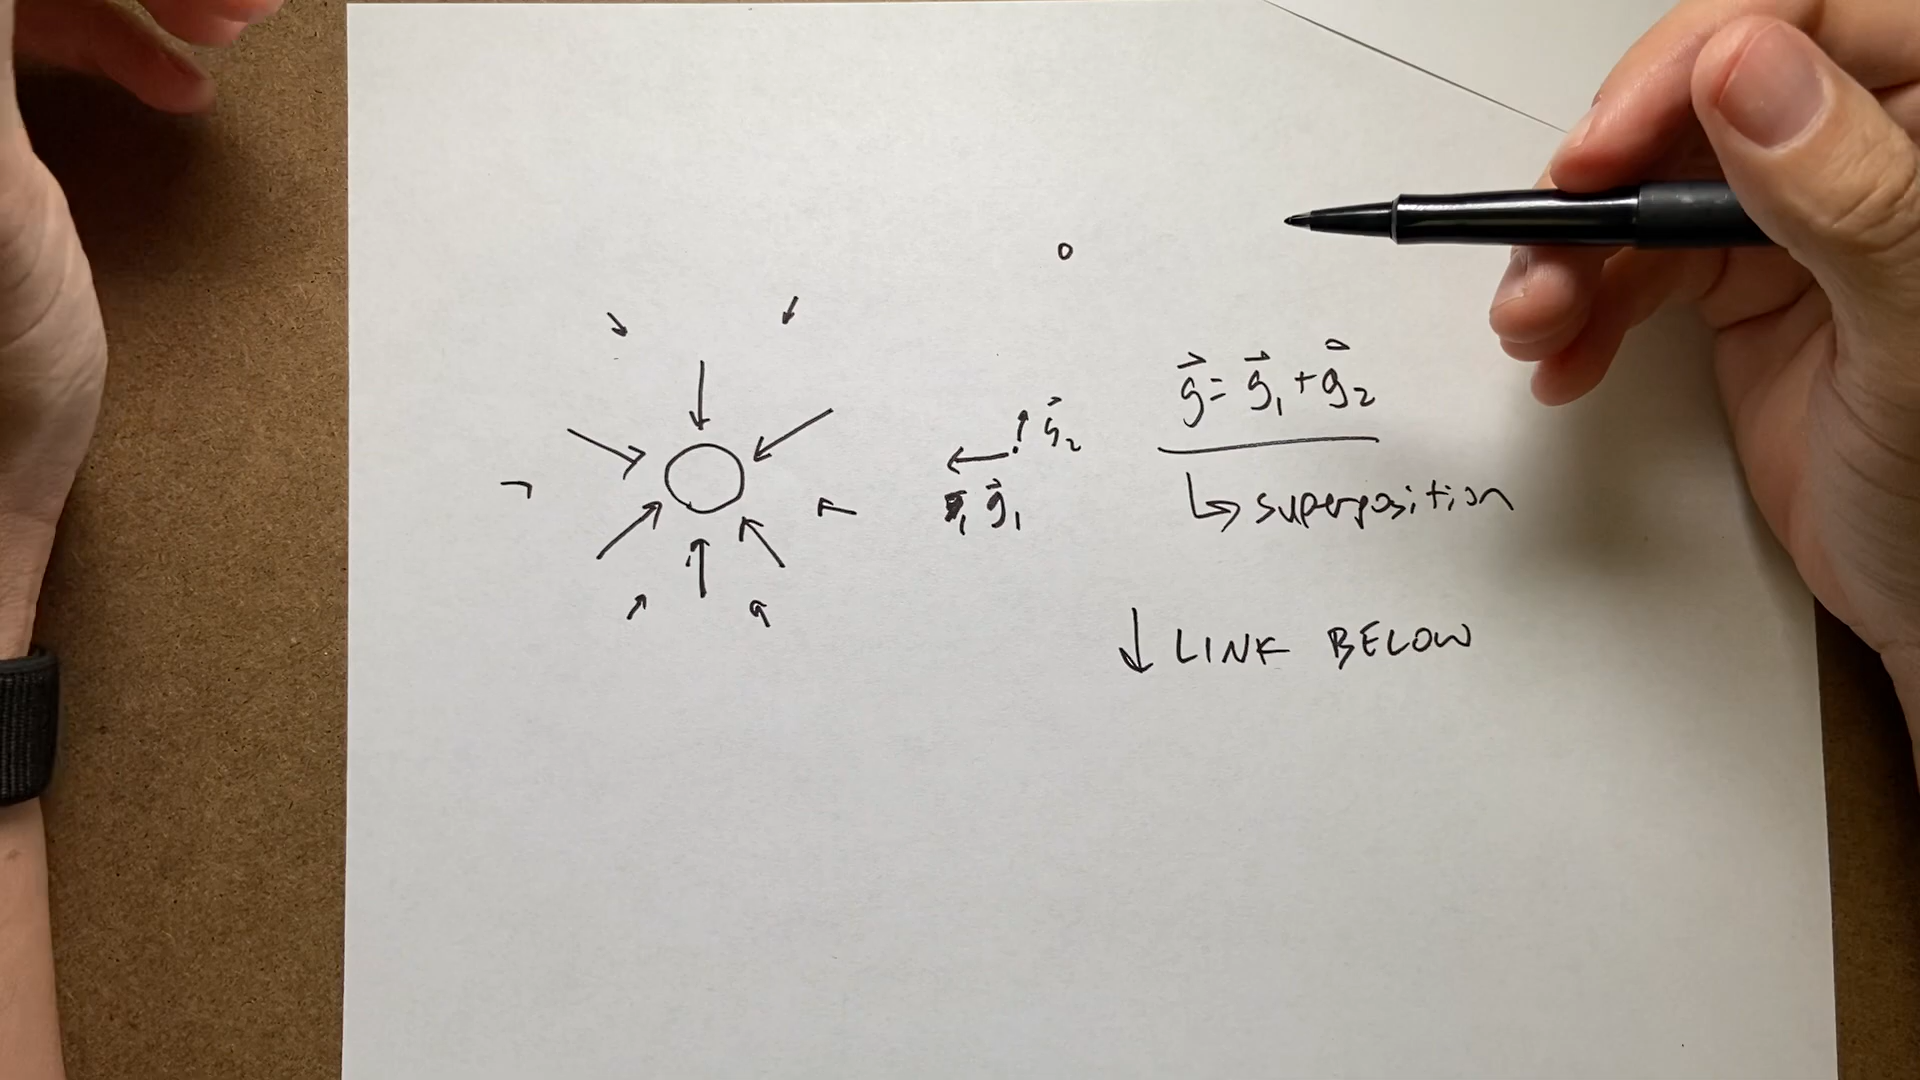 g⃗ = g⃗₁ + g⃗₂
g⃗₂
g⃗₁
↳ superposition
↓ LINK BELOW